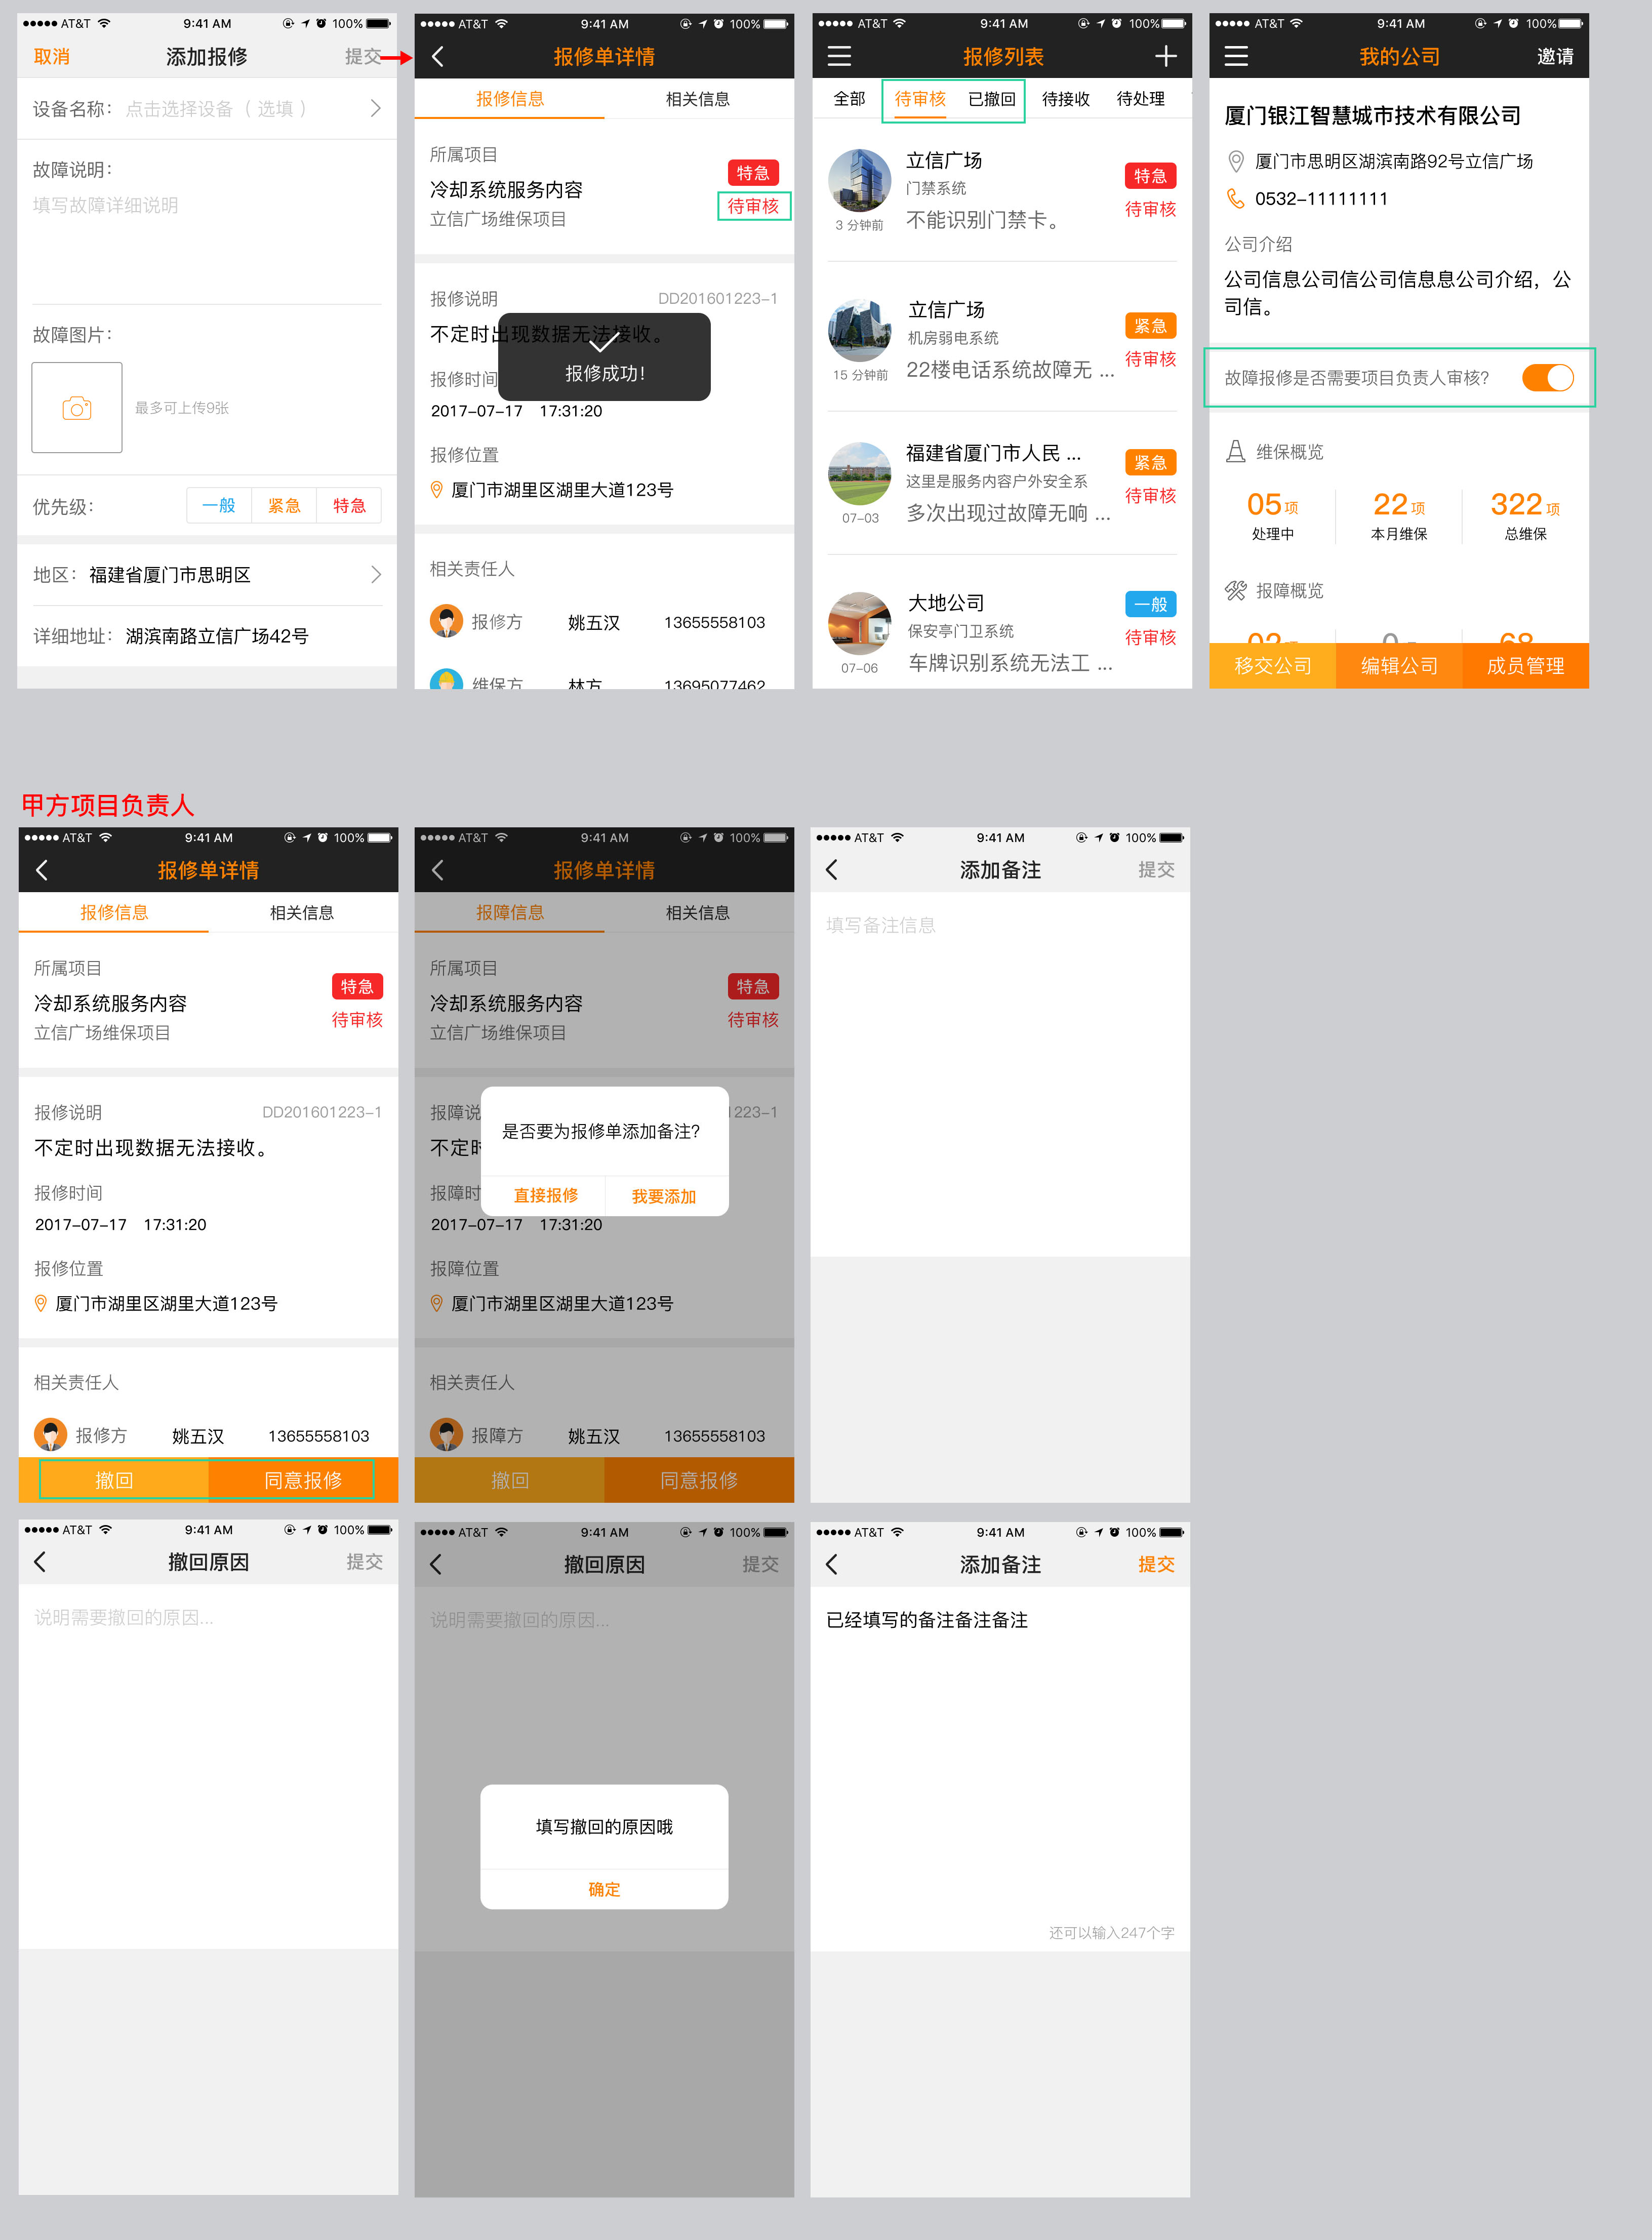 AT&T 9:41 AM 100%
取消 添加报修 提交
设备名称： 点击选择设备（选填）
故障说明：
填写故障详细说明
故障图片：
最多可上传9张
优先级： 一般 紧急 特急
地区： 福建省厦门市思明区
详细地址： 湖滨南路立信广场42号
AT&T 9:41 AM 100%
报修单详情
报修信息 相关信息
所属项目
特急
冷却系统服务内容
待审核
立信广场维保项目
报修说明 DD201601223-1
不定时出现数据无法接收。
报修成功！
报修时间
2017-07-17 17:31:20
报修位置
厦门市湖里区湖里大道123号
相关责任人
报修方 姚五汉 13655558103
维保方 林方 13695077462
AT&T 9:41 AM 100%
报修列表
全部 待审核 已撤回 待接收 待处理
立信广场
特急
门禁系统
待审核
不能识别门禁卡。
3 分钟前
立信广场
紧急
机房弱电系统
待审核
22楼电话系统故障无 ...
15 分钟前
福建省厦门市人民 ...
紧急
这里是服务内容户外安全系
待审核
多次出现过故障无响 ...
07-03
大地公司
一般
保安亭门卫系统
待审核
车牌识别系统无法工 ...
07-06
AT&T 9:41 AM 100%
我的公司 邀请
厦门银江智慧城市技术有限公司
厦门市思明区湖滨南路92号立信广场
0532-11111111
公司介绍
公司信息公司信公司信息息公司介绍，公
司信。
故障报修是否需要项目负责人审核?
维保概览
05项 22项 322项
处理中 本月维保 总维保
报障概览
移交公司 编辑公司 成员管理
甲方项目负责人
AT&T 9:41 AM 100%
报修单详情
报修信息 相关信息
所属项目
特急
冷却系统服务内容
待审核
立信广场维保项目
报修说明 DD201601223-1
不定时出现数据无法接收。
报修时间
2017-07-17 17:31:20
报修位置
厦门市湖里区湖里大道123号
相关责任人
报修方 姚五汉 13655558103
撤回 同意报修
AT&T 9:41 AM 100%
报修单详情
报障信息 相关信息
所属项目
特急
冷却系统服务内容
待审核
立信广场维保项目
报障说 1223-1
是否要为报修单添加备注?
不定时
报障时
直接报修 我要添加
2017-07-17 17:31:20
报障位置
厦门市湖里区湖里大道123号
相关责任人
报障方 姚五汉 13655558103
撤回 同意报修
AT&T 9:41 AM 100%
添加备注 提交
填写备注信息
AT&T 9:41 AM 100%
撤回原因 提交
说明需要撤回的原因...
AT&T 9:41 AM 100%
撤回原因 提交
说明需要撤回的原因...
填写撤回的原因哦
确定
AT&T 9:41 AM 100%
添加备注 提交
已经填写的备注备注备注
还可以输入247个字